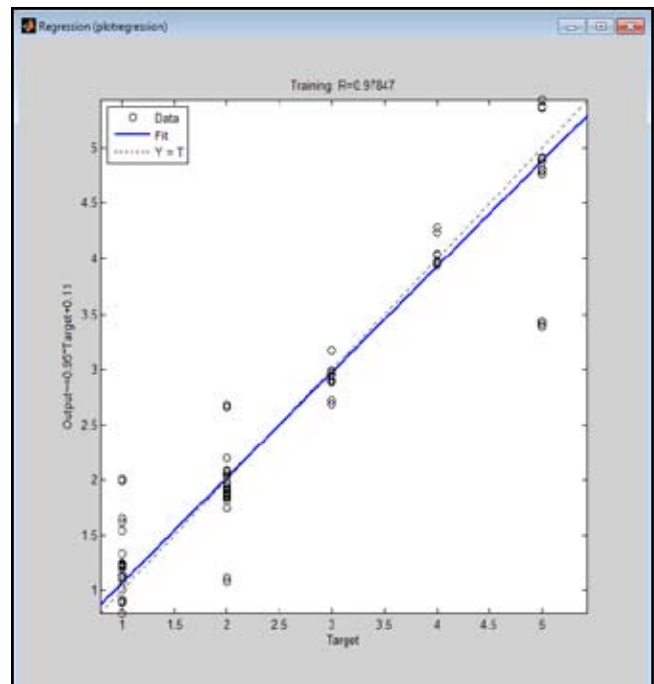 Regression (plotregression)
Training: R=0.97847
Data
Fit
Y = T
Output~=0.95*Target+0.11
5
4.5
4
3.5
3
2.5
2
1.5
1
1 1.5 2 2.5 3 3.5 4 4.5 5
Target